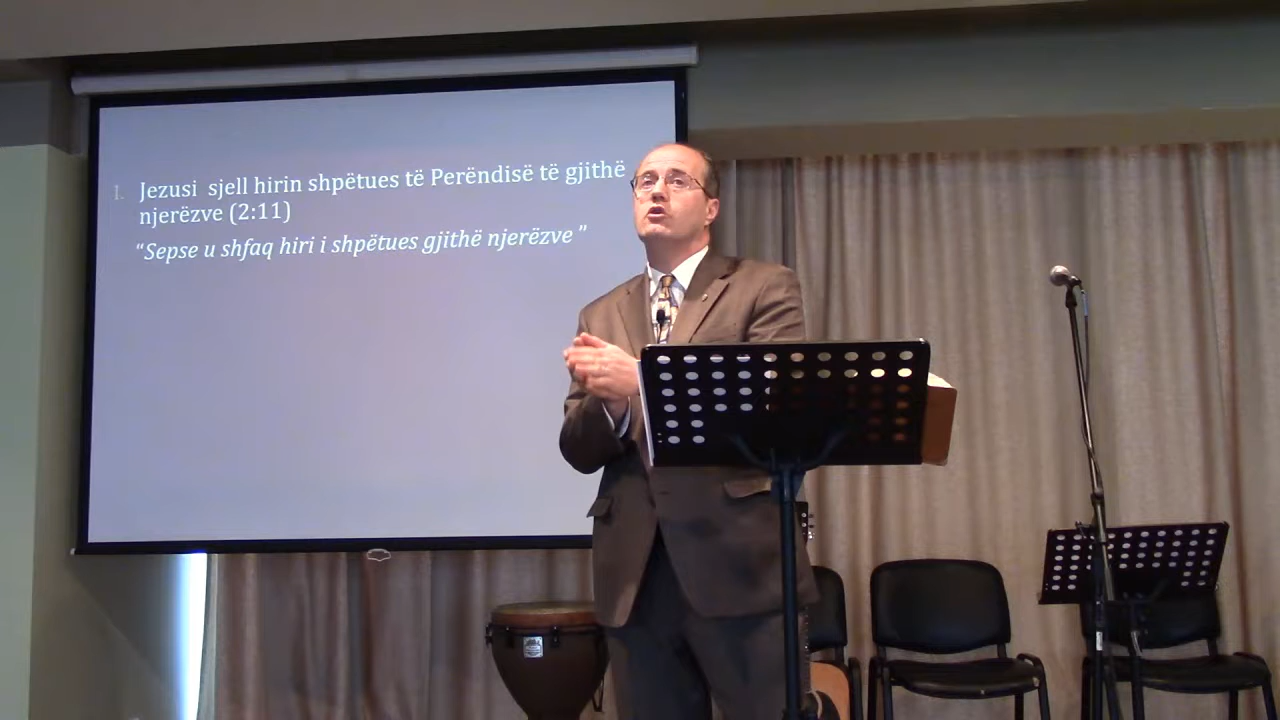 1. Jezusi sjell hirin shpëtues të Perëndisë të gjithë
njerëzve (2:11)
“Sepse u shfaq hiri i shpëtues gjithë njerëzve ”